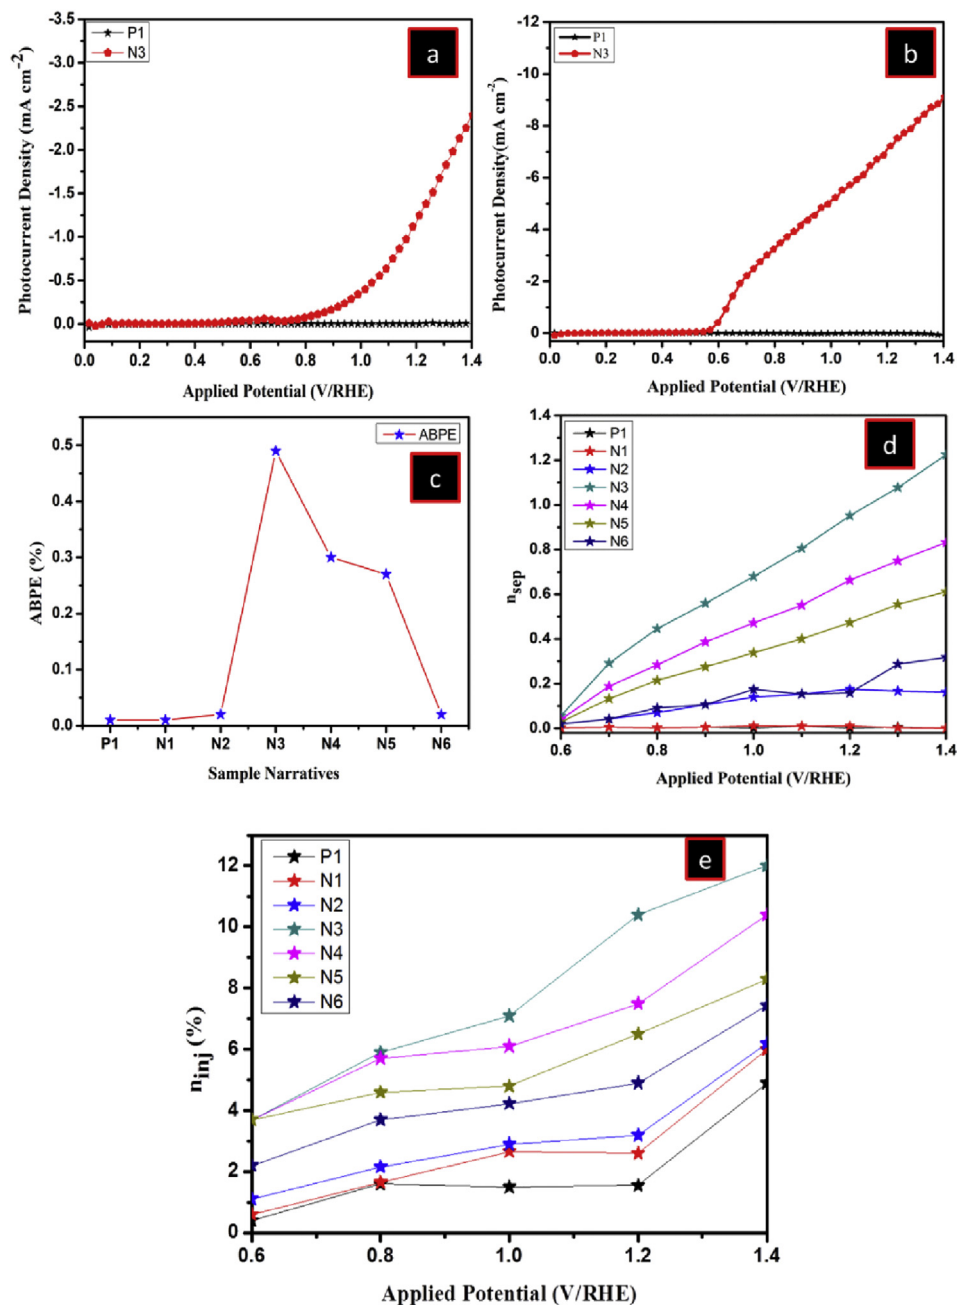 P1
N3
a
-3.5
-3.0
-2.5
-2.0
-1.5
-1.0
-0.5
0.0
Photocurrent Density (mA cm-2)
0.0 0.2 0.4 0.6 0.8 1.0 1.2 1.4
Applied Potential (V/RHE)
P1
N3
b
-12
-10
-8
-6
-4
-2
0
Photocurrent Density(mA cm-2)
0.0 0.2 0.4 0.6 0.8 1.0 1.2 1.4
Applied Potential (V/RHE)
ABPE
c
0.5
0.4
0.3
0.2
0.1
0.0
ABPE (%)
P1 N1 N2 N3 N4 N5 N6
Sample Narratives
P1
N1
N2
N3
N4
N5
N6
d
1.4
1.2
1.0
0.8
0.6
0.4
0.2
0.0
nsep
0.6 0.8 1.0 1.2 1.4
Applied Potential (V/RHE)
P1
N1
N2
N3
N4
N5
N6
e
12
10
8
6
4
2
0
ninj (%)
0.6 0.8 1.0 1.2 1.4
Applied Potential (V/RHE)